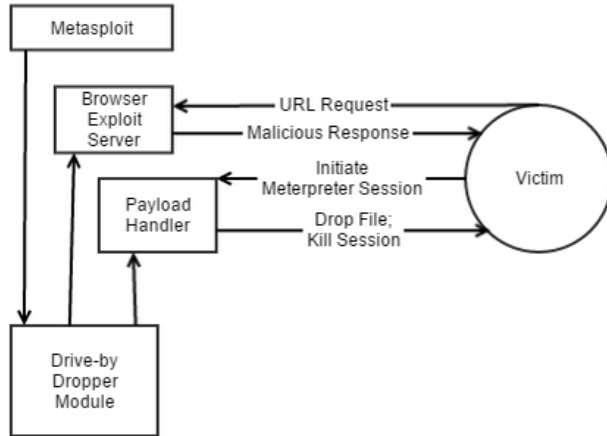 Metasploit
Browser
Exploit
Server
URL Request
Malicious Response
Initiate
Meterpreter Session
Victim
Payload
Handler
Drop File;
Kill Session
Drive-by
Dropper
Module